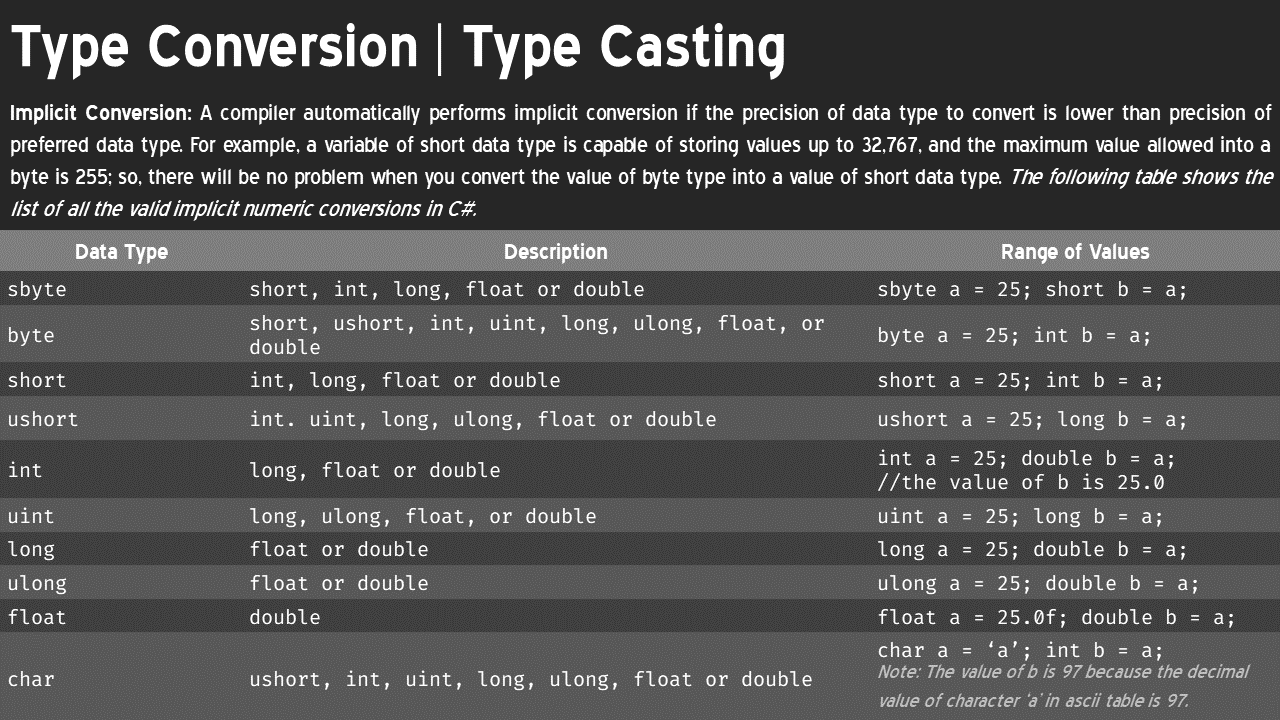 Type Conversion | Type Casting
Implicit Conversion: A compiler automatically performs implicit conversion if the precision of data type to convert is lower than precision of
preferred data type. For example, a variable of short data type is capable of storing values up to 32,767, and the maximum value allowed into a
byte is 255; so, there will be no problem when you convert the value of byte type into a value of short data type. The following table shows the
list of all the valid implicit numeric conversions in C#.
Data Type Description Range of Values
sbyte short, int, long, float or double sbyte a = 25; short b = a;
byte short, ushort, int, uint, long, ulong, float, or
double byte a = 25; int b = a;
short int, long, float or double short a = 25; int b = a;
ushort int. uint, long, ulong, float or double ushort a = 25; long b = a;
int long, float or double int a = 25; double b = a;
//the value of b is 25.0
uint long, ulong, float, or double uint a = 25; long b = a;
long float or double long a = 25; double b = a;
ulong float or double ulong a = 25; double b = a;
float double float a = 25.0f; double b = a;
char ushort, int, uint, long, ulong, float or double char a = ‘a’; int b = a;
Note: The value of b is 97 because the decimal
value of character ‘a’ in ascii table is 97.